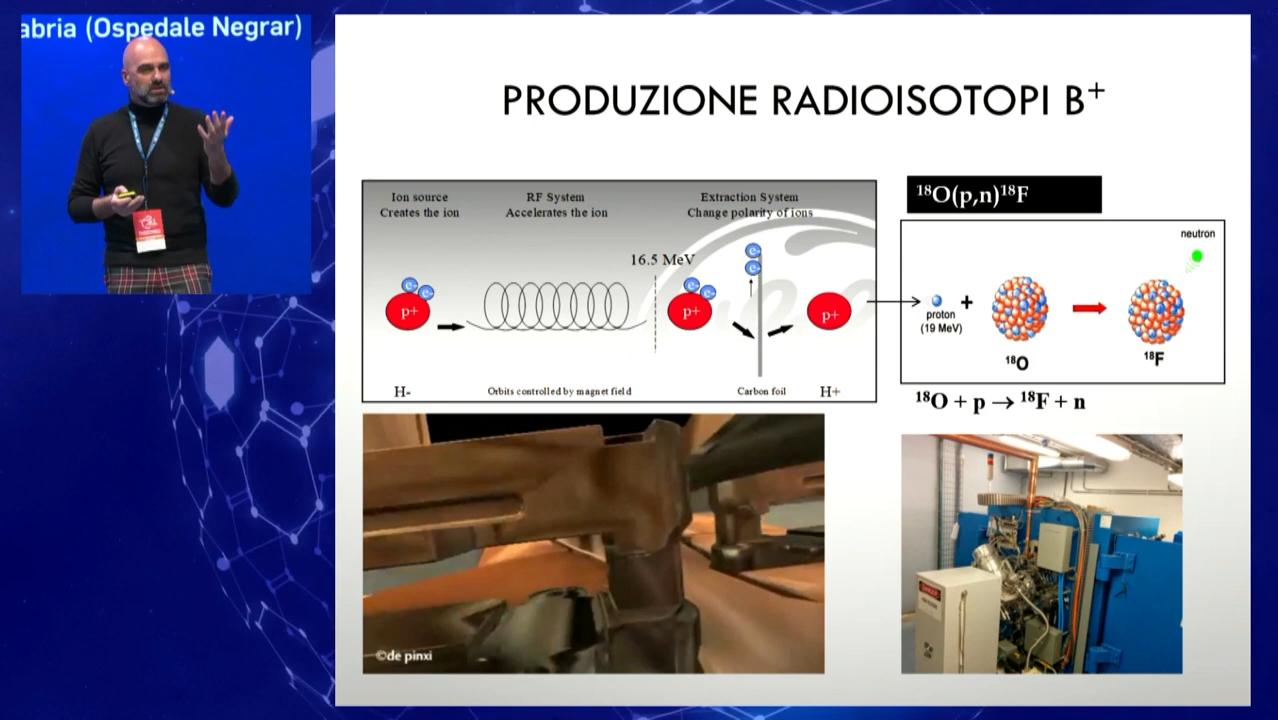 abria (Ospedale Negrar)
PRODUZIONE RADIOISOTOPI B⁺
Ion source
Creates the ion
RF System
Accelerates the ion
Extraction System
Change polarity of ions
16.5 MeV
e-
e-
p+
e-
e-
p+
e-
e-
p+
H-
Orbits controlled by magnet field
Carbon foil
H+
¹⁸O(p,n)¹⁸F
neutron
proton
(19 MeV)
+
¹⁸O
¹⁸F
¹⁸O + p → ¹⁸F + n
©de pinxi
DANGER